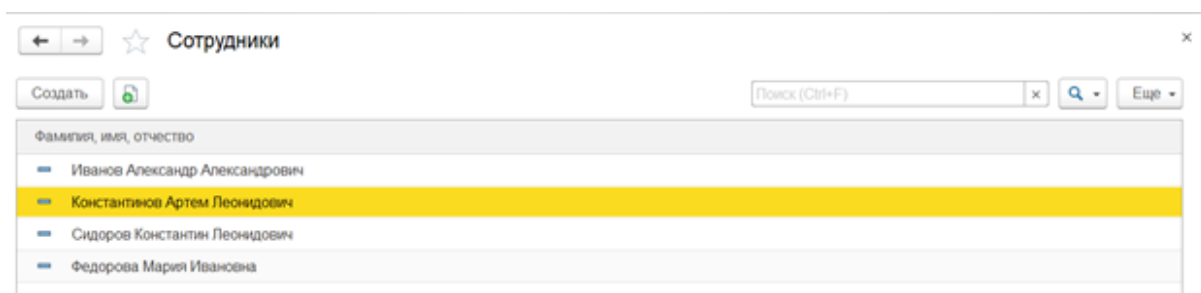 Сотрудники
Создать Поиск (Ctrl+F) Еще
Фамилия, имя, отчество
Иванов Александр Александрович
Константинов Артем Леонидович
Сидоров Константин Леонидович
Федорова Мария Ивановна